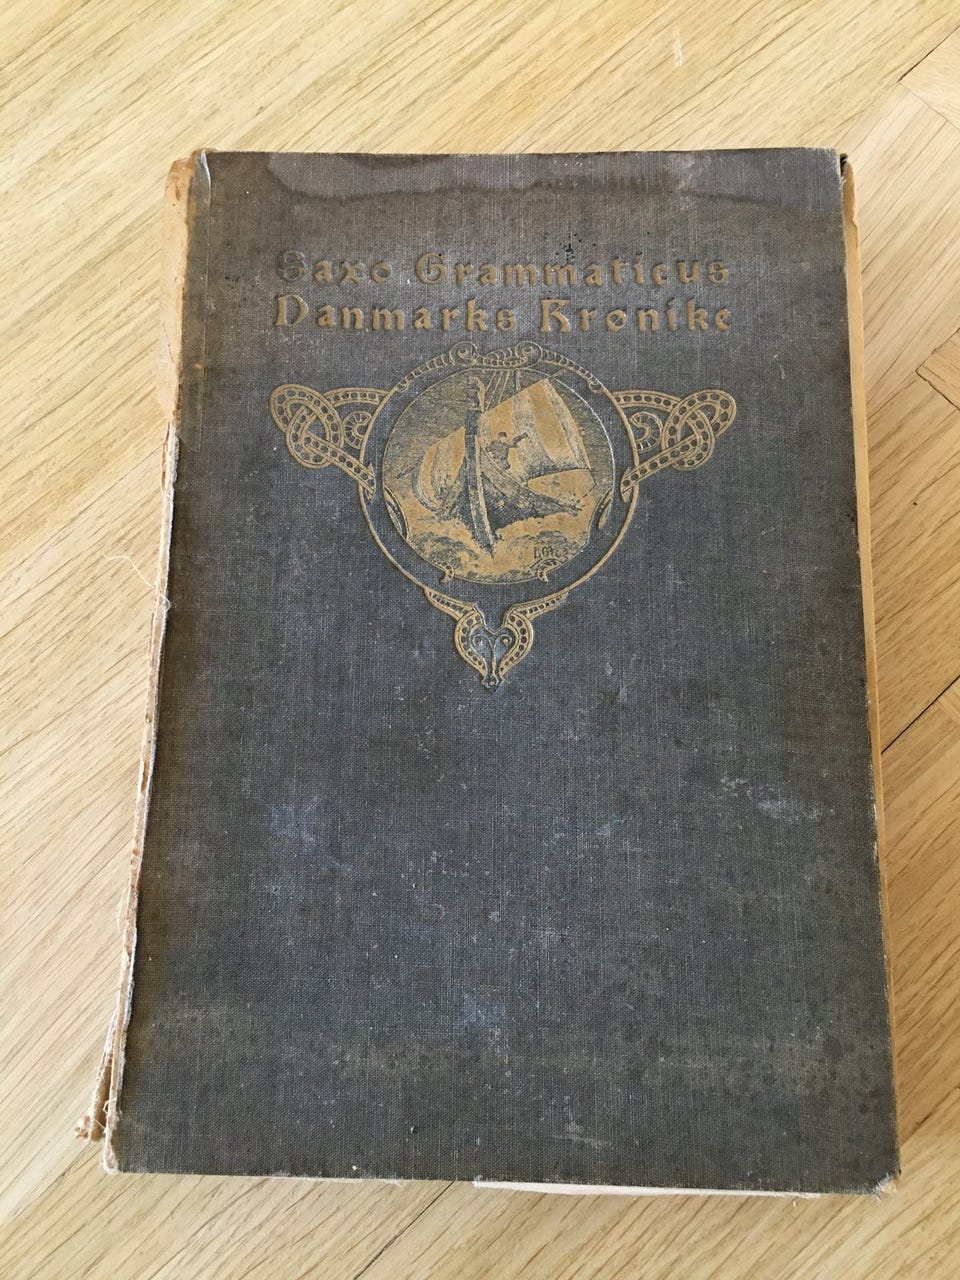 Saxo Grammaticus
Danmarks Krønike